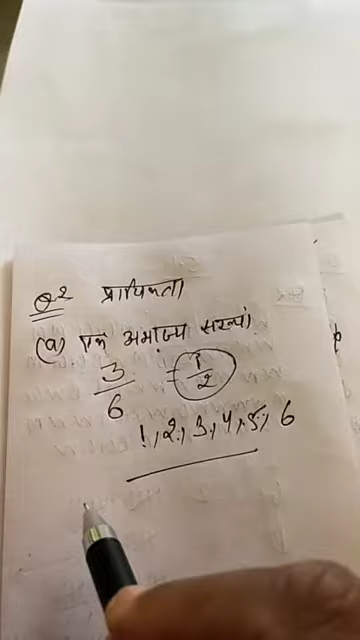 Q2 प्रायिकता
(a) एक अभाज्य संख्या
3/6 = 1/2
1, 2, 3, 4, 5, 6